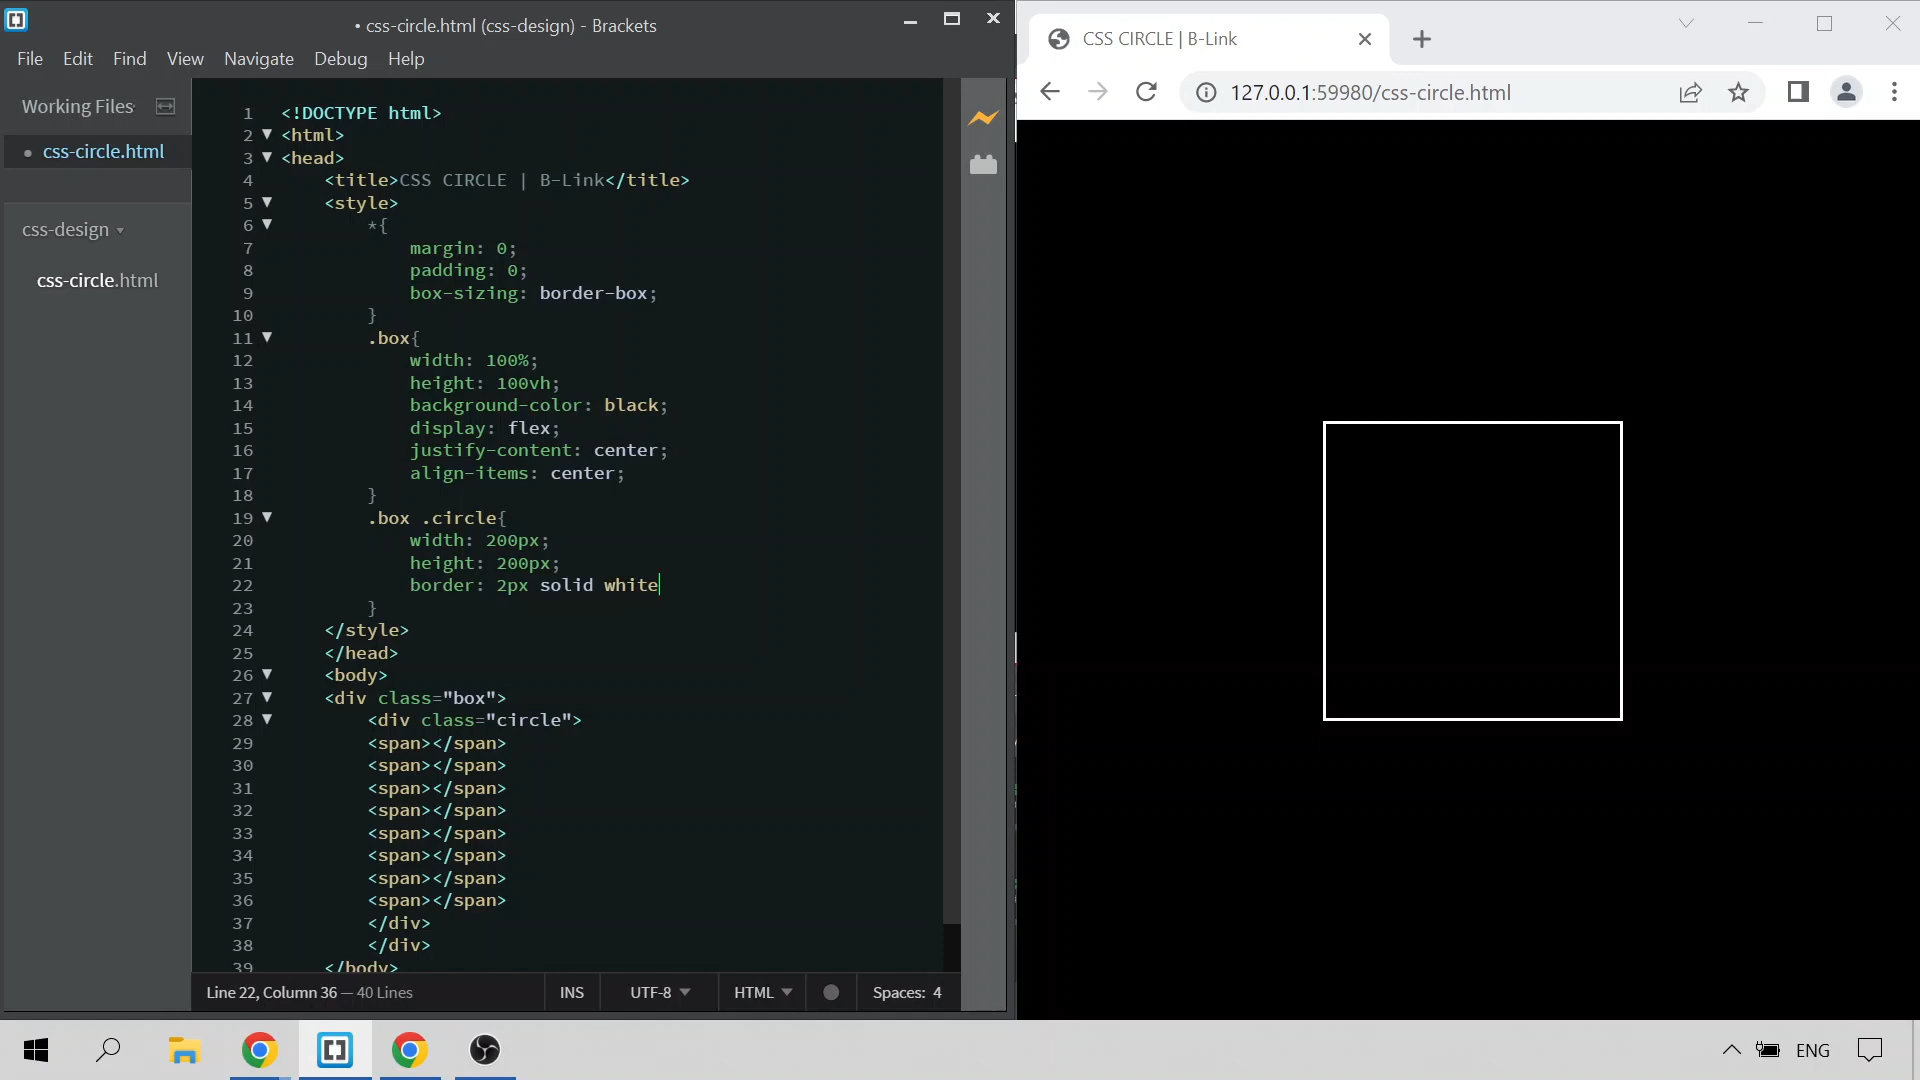 • css-circle.html (css-design) - Brackets
File Edit Find View Navigate Debug Help
Working Files
• css-circle.html
css-design
css-circle.html
1 <!DOCTYPE html>
2 <html>
3 <head>
4 <title>CSS CIRCLE | B-Link</title>
5 <style>
6 *{
7 margin: 0;
8 padding: 0;
9 box-sizing: border-box;
10 }
11 .box{
12 width: 100%;
13 height: 100vh;
14 background-color: black;
15 display: flex;
16 justify-content: center;
17 align-items: center;
18 }
19 .box .circle{
20 width: 200px;
21 height: 200px;
22 border: 2px solid white
23 }
24 </style>
25 </head>
26 <body>
27 <div class="box">
28 <div class="circle">
29 <span></span>
30 <span></span>
31 <span></span>
32 <span></span>
33 <span></span>
34 <span></span>
35 <span></span>
36 <span></span>
37 </div>
38 </div>
39 </body>
Line 22, Column 36 — 40 Lines
INS
UTF-8
HTML
Spaces: 4
CSS CIRCLE | B-Link
127.0.0.1:59980/css-circle.html
ENG